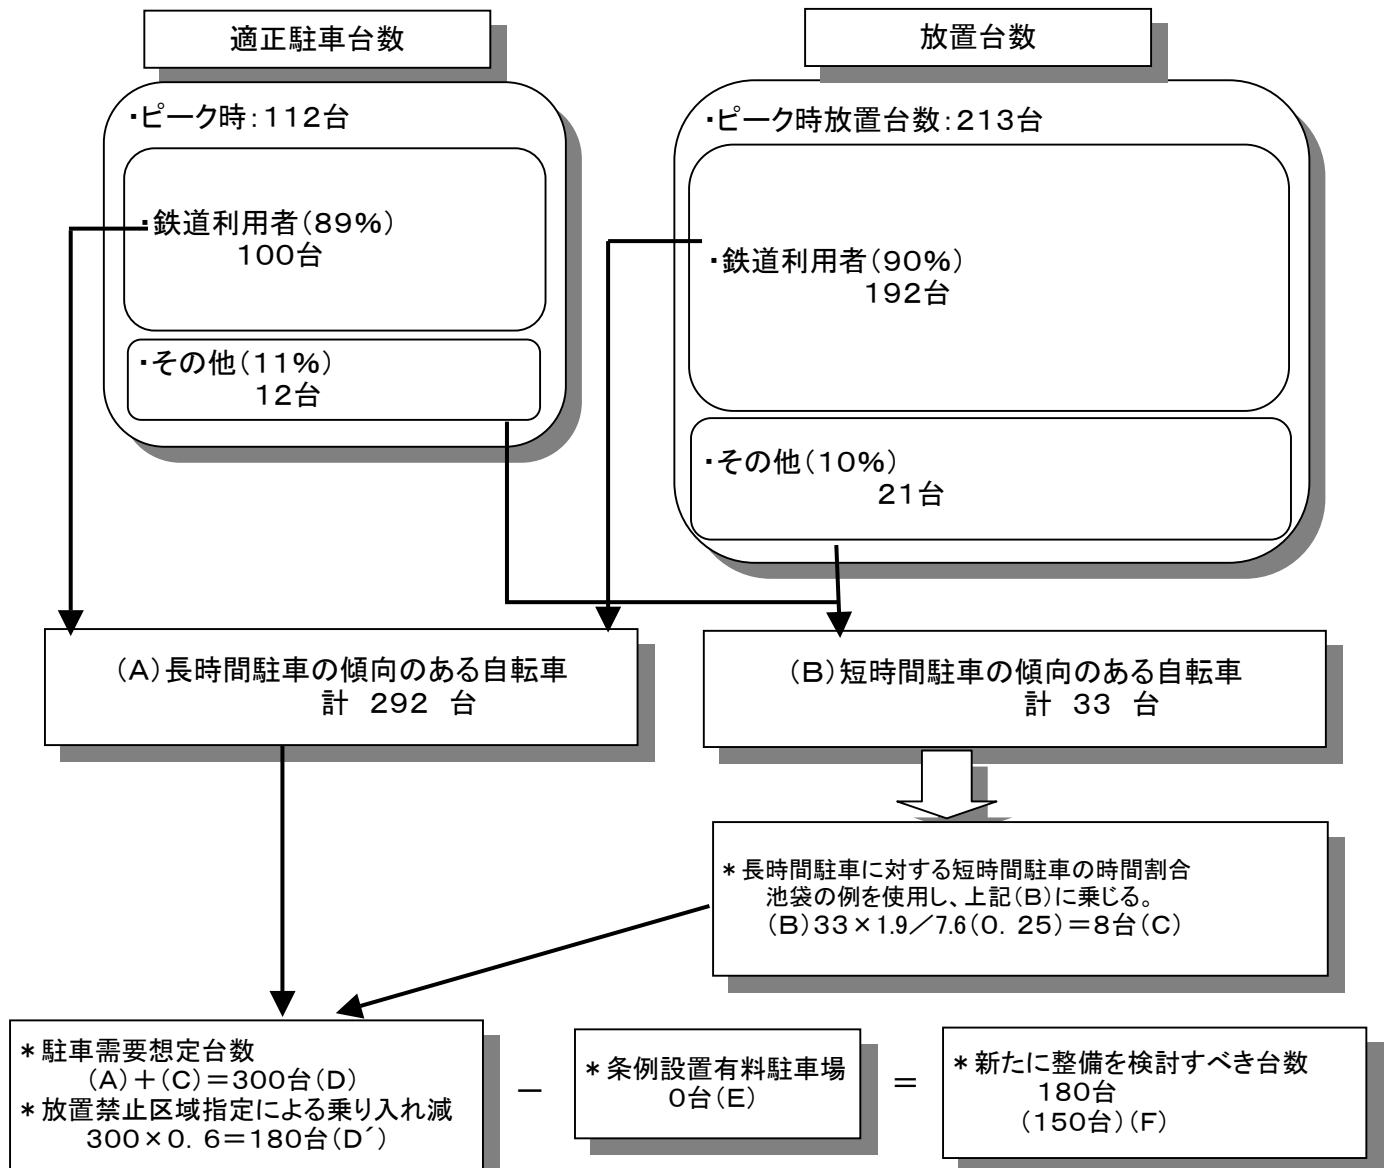 適正駐車台数
・ピーク時：１１２台
・鉄道利用者（８９％）
１００台
・その他（１１％）
１２台
放置台数
・ピーク時放置台数：２１３台
・鉄道利用者（９０％）
１９２台
・その他（１０％）
２１台
（Ａ）長時間駐車の傾向のある自転車
計　２９２　台
（Ｂ）短時間駐車の傾向のある自転車
計　３３　台
＊長時間駐車に対する短時間駐車の時間割合
池袋の例を使用し、上記（Ｂ）に乗じる。
（Ｂ）３３×1.9／7.6（０．２５）＝８台（Ｃ）
＊駐車需要想定台数
（Ａ）＋（Ｃ）＝３００台（Ｄ）
＊放置禁止区域指定による乗り入れ減
３００×０．６＝１８０台（Ｄ´）
－
＊条例設置有料駐車場
０台（Ｅ）
＝
＊新たに整備を検討すべき台数
１８０台
（１５０台）（Ｆ）